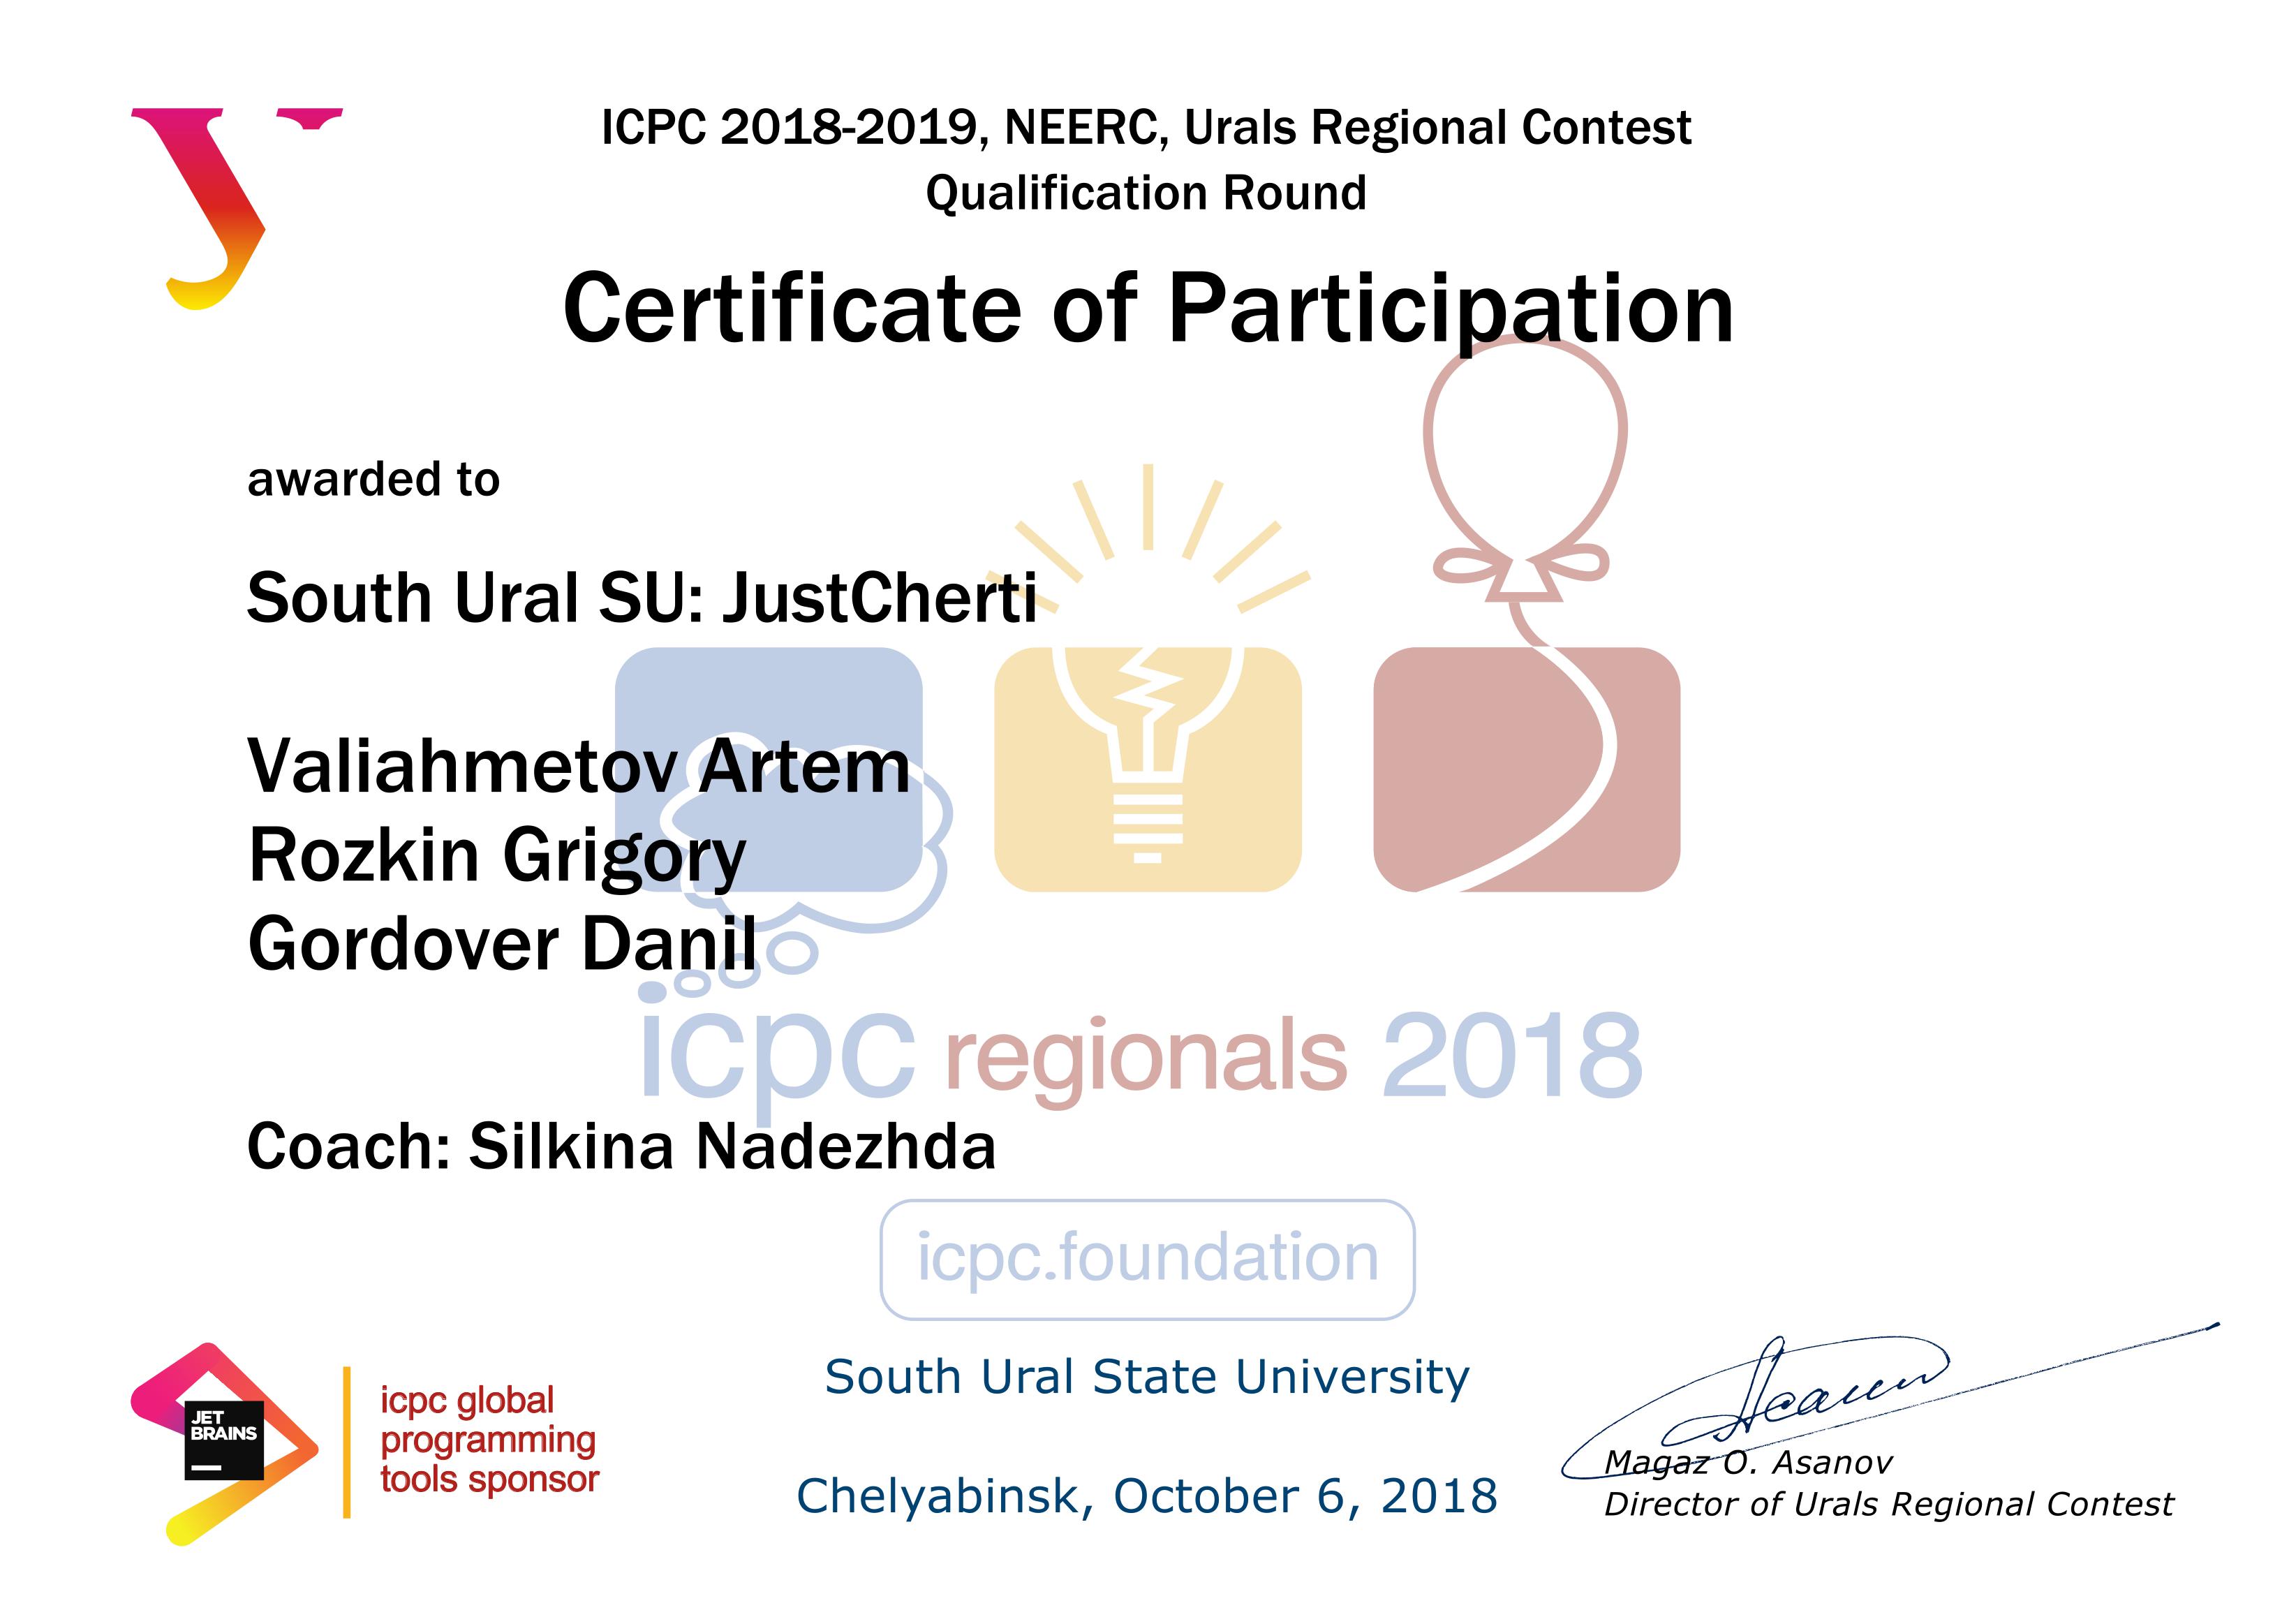 ICPC 2018-2019, NEERC, Urals Regional Contest
Qualification Round
Certificate of Participation
awarded to
South Ural SU: JustCherti
Valiahmetov Artem
Rozkin Grigory
Gordover Danil
icpc regionals 2018
Coach: Silkina Nadezhda
icpc.foundation
South Ural State University
Chelyabinsk, October 6, 2018
JET
BRAINS
icpc global
programming
tools sponsor
Magaz O. Asanov
Director of Urals Regional Contest